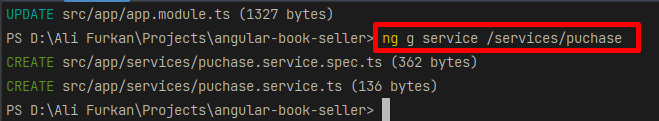 UPDATE src/app/app.module.ts (1327 bytes)
PS D:\Ali Furkan\Projects\angular-book-seller> ng g service /services/puchase
CREATE src/app/services/puchase.service.spec.ts (362 bytes)
CREATE src/app/services/puchase.service.ts (136 bytes)
PS D:\Ali Furkan\Projects\angular-book-seller>